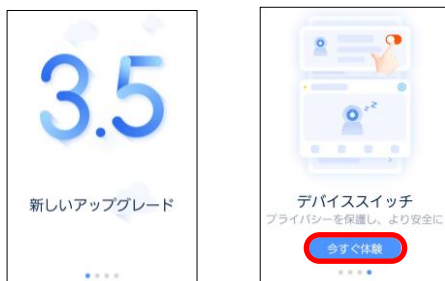 3.5
新しいアップグレード
デバイススイッチ
プライバシーを保護し、より安全に
今すぐ体験